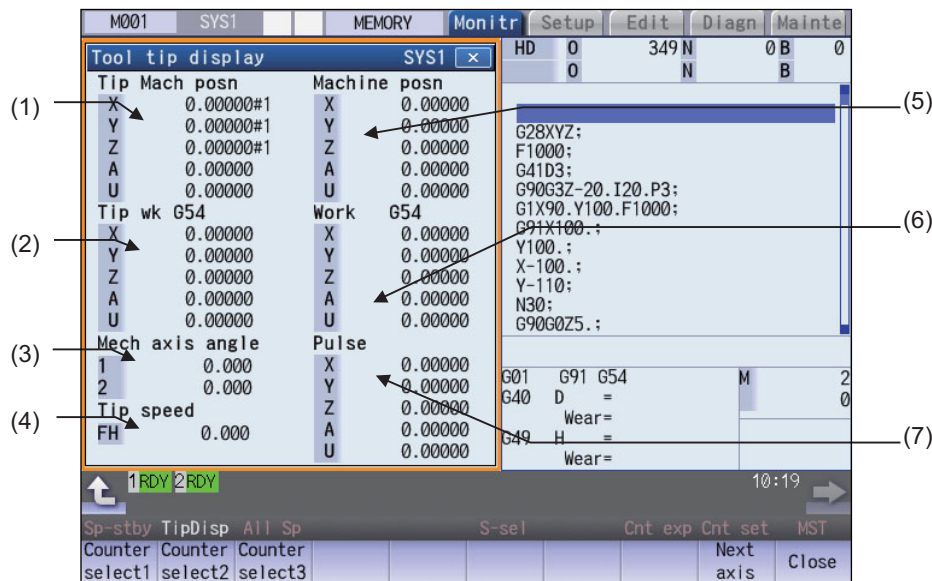 M001 SYS1 MEMORY Monitr Setup Edit Diagn Mainte
Tool tip display SYS1 ×
HD O 349 N 0 B 0
O N B
Tip Mach posn
X 0.00000#1
Y 0.00000#1
Z 0.00000#1
A 0.00000
U 0.00000
Machine posn
X 0.00000
Y 0.00000
Z 0.00000
A 0.00000
U 0.00000
Tip wk G54
X 0.00000
Y 0.00000
Z 0.00000
A 0.00000
U 0.00000
Work G54
X 0.00000
Y 0.00000
Z 0.00000
A 0.00000
U 0.00000
Mech axis angle
1 0.000
2 0.000
Tip speed
FH 0.000
Pulse
X 0.00000
Y 0.00000
Z 0.00000
A 0.00000
U 0.00000
G28XYZ;
F1000;
G41D3;
G90G3Z-20.I20.P3;
G1X90.Y100.F1000;
G91X100.;
Y100.;
X-100.;
Y-110;
N30;
G90G0Z5.;
G01 G91 G54 M 2
G40 D = 0
Wear=
G49 H =
Wear=
1RDY 2RDY 10:19
Sp-stby TipDisp All Sp S-sel Cnt exp Cnt set MST
Counter select1
Counter select2
Counter select3
Next axis
Close
(1)
(2)
(3)
(4)
(5)
(6)
(7)